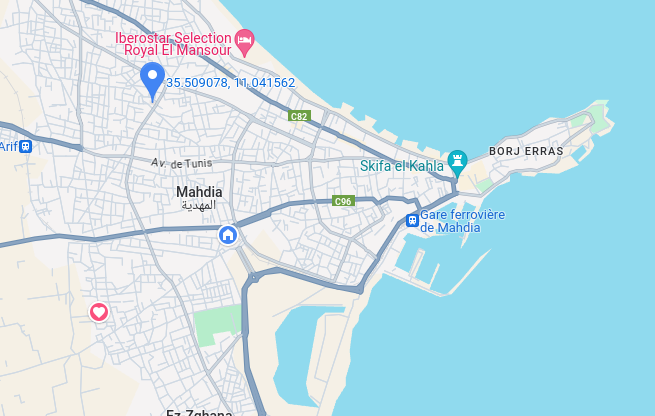 Iberostar Selection
Royal El Mansour
35.509078, 11.041562
C82
Arif
Av. de Tunis
BORJ ERRAS
Skifa el Kahla
Mahdia
المهدية
C96
Gare ferrovière
de Mahdia
Ez-Zghana